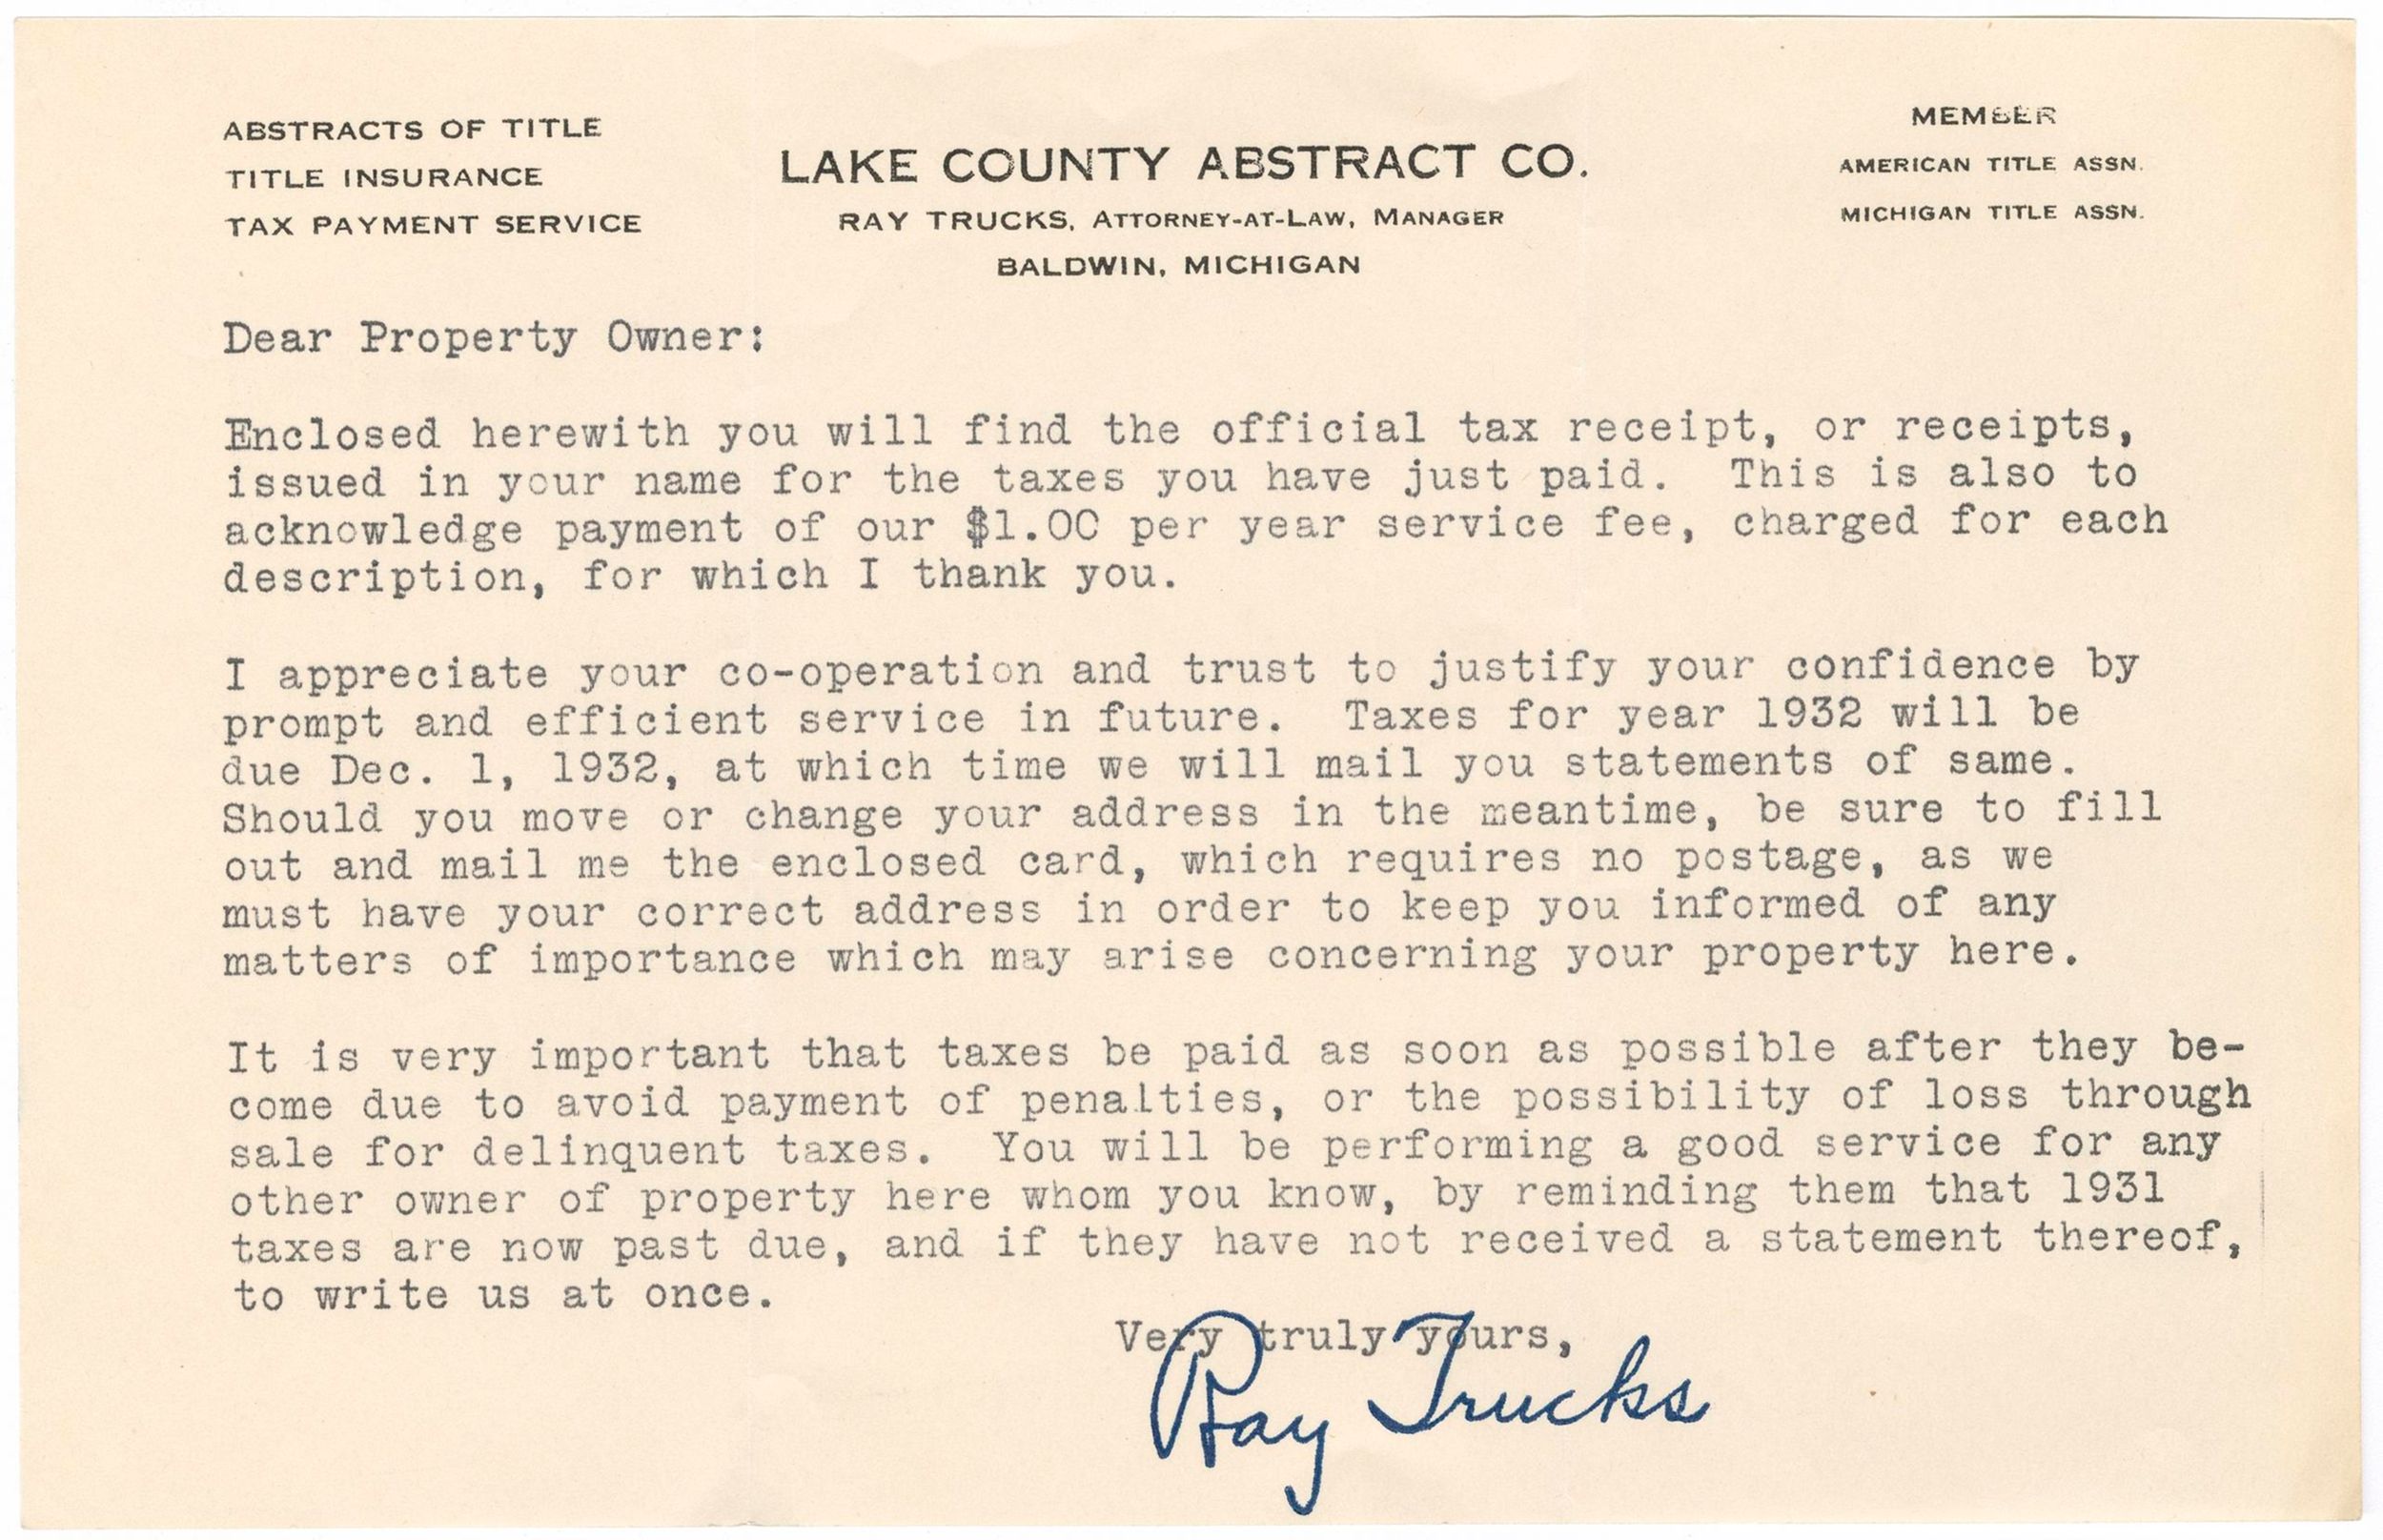 ABSTRACTS OF TITLE
TITLE INSURANCE
TAX PAYMENT SERVICE
LAKE COUNTY ABSTRACT CO.
RAY TRUCKS, ATTORNEY-AT-LAW, MANAGER
BALDWIN, MICHIGAN
MEMBER
AMERICAN TITLE ASSN.
MICHIGAN TITLE ASSN.
Dear Property Owner:
Enclosed herewith you will find the official tax receipt, or receipts,
issued in your name for the taxes you have just paid. This is also to
acknowledge payment of our $1.00 per year service fee, charged for each
description, for which I thank you.
I appreciate your co-operation and trust to justify your confidence by
prompt and efficient service in future. Taxes for year 1932 will be
due Dec. 1, 1932, at which time we will mail you statements of same.
Should you move or change your address in the meantime, be sure to fill
out and mail me the enclosed card, which requires no postage, as we
must have your correct address in order to keep you informed of any
matters of importance which may arise concerning your property here.
It is very important that taxes be paid as soon as possible after they be-
come due to avoid payment of penalties, or the possibility of loss through
sale for delinquent taxes. You will be performing a good service for any
other owner of property here whom you know, by reminding them that 1931
taxes are now past due, and if they have not received a statement thereof,
to write us at once.
Very truly yours,
Ray Trucks